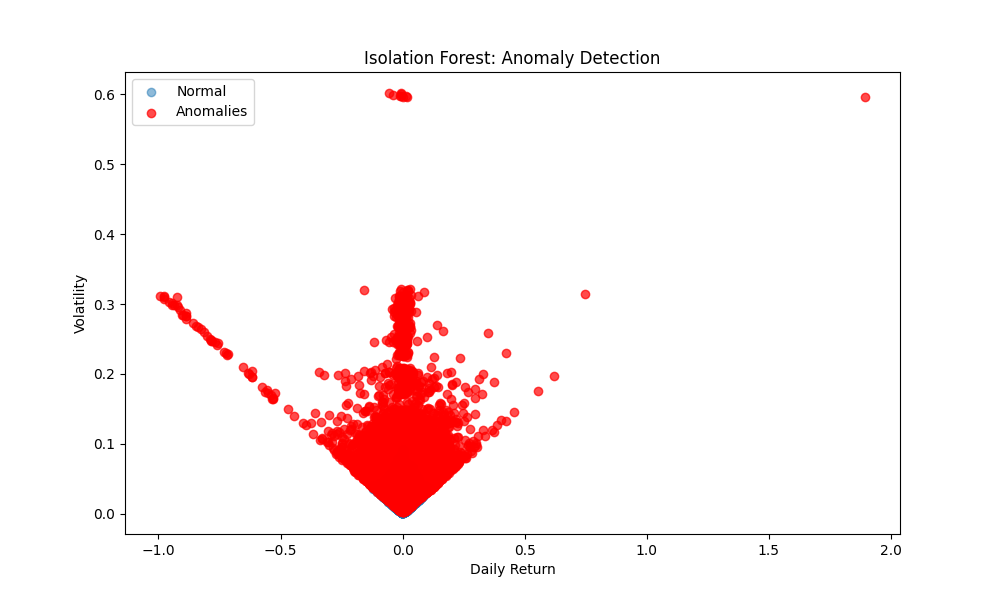 Isolation Forest: Anomaly Detection
Normal
Anomalies
0.6
0.5
0.4
0.3
0.2
0.1
0.0
Volatility
−1.0 −0.5 0.0 0.5 1.0 1.5 2.0
Daily Return